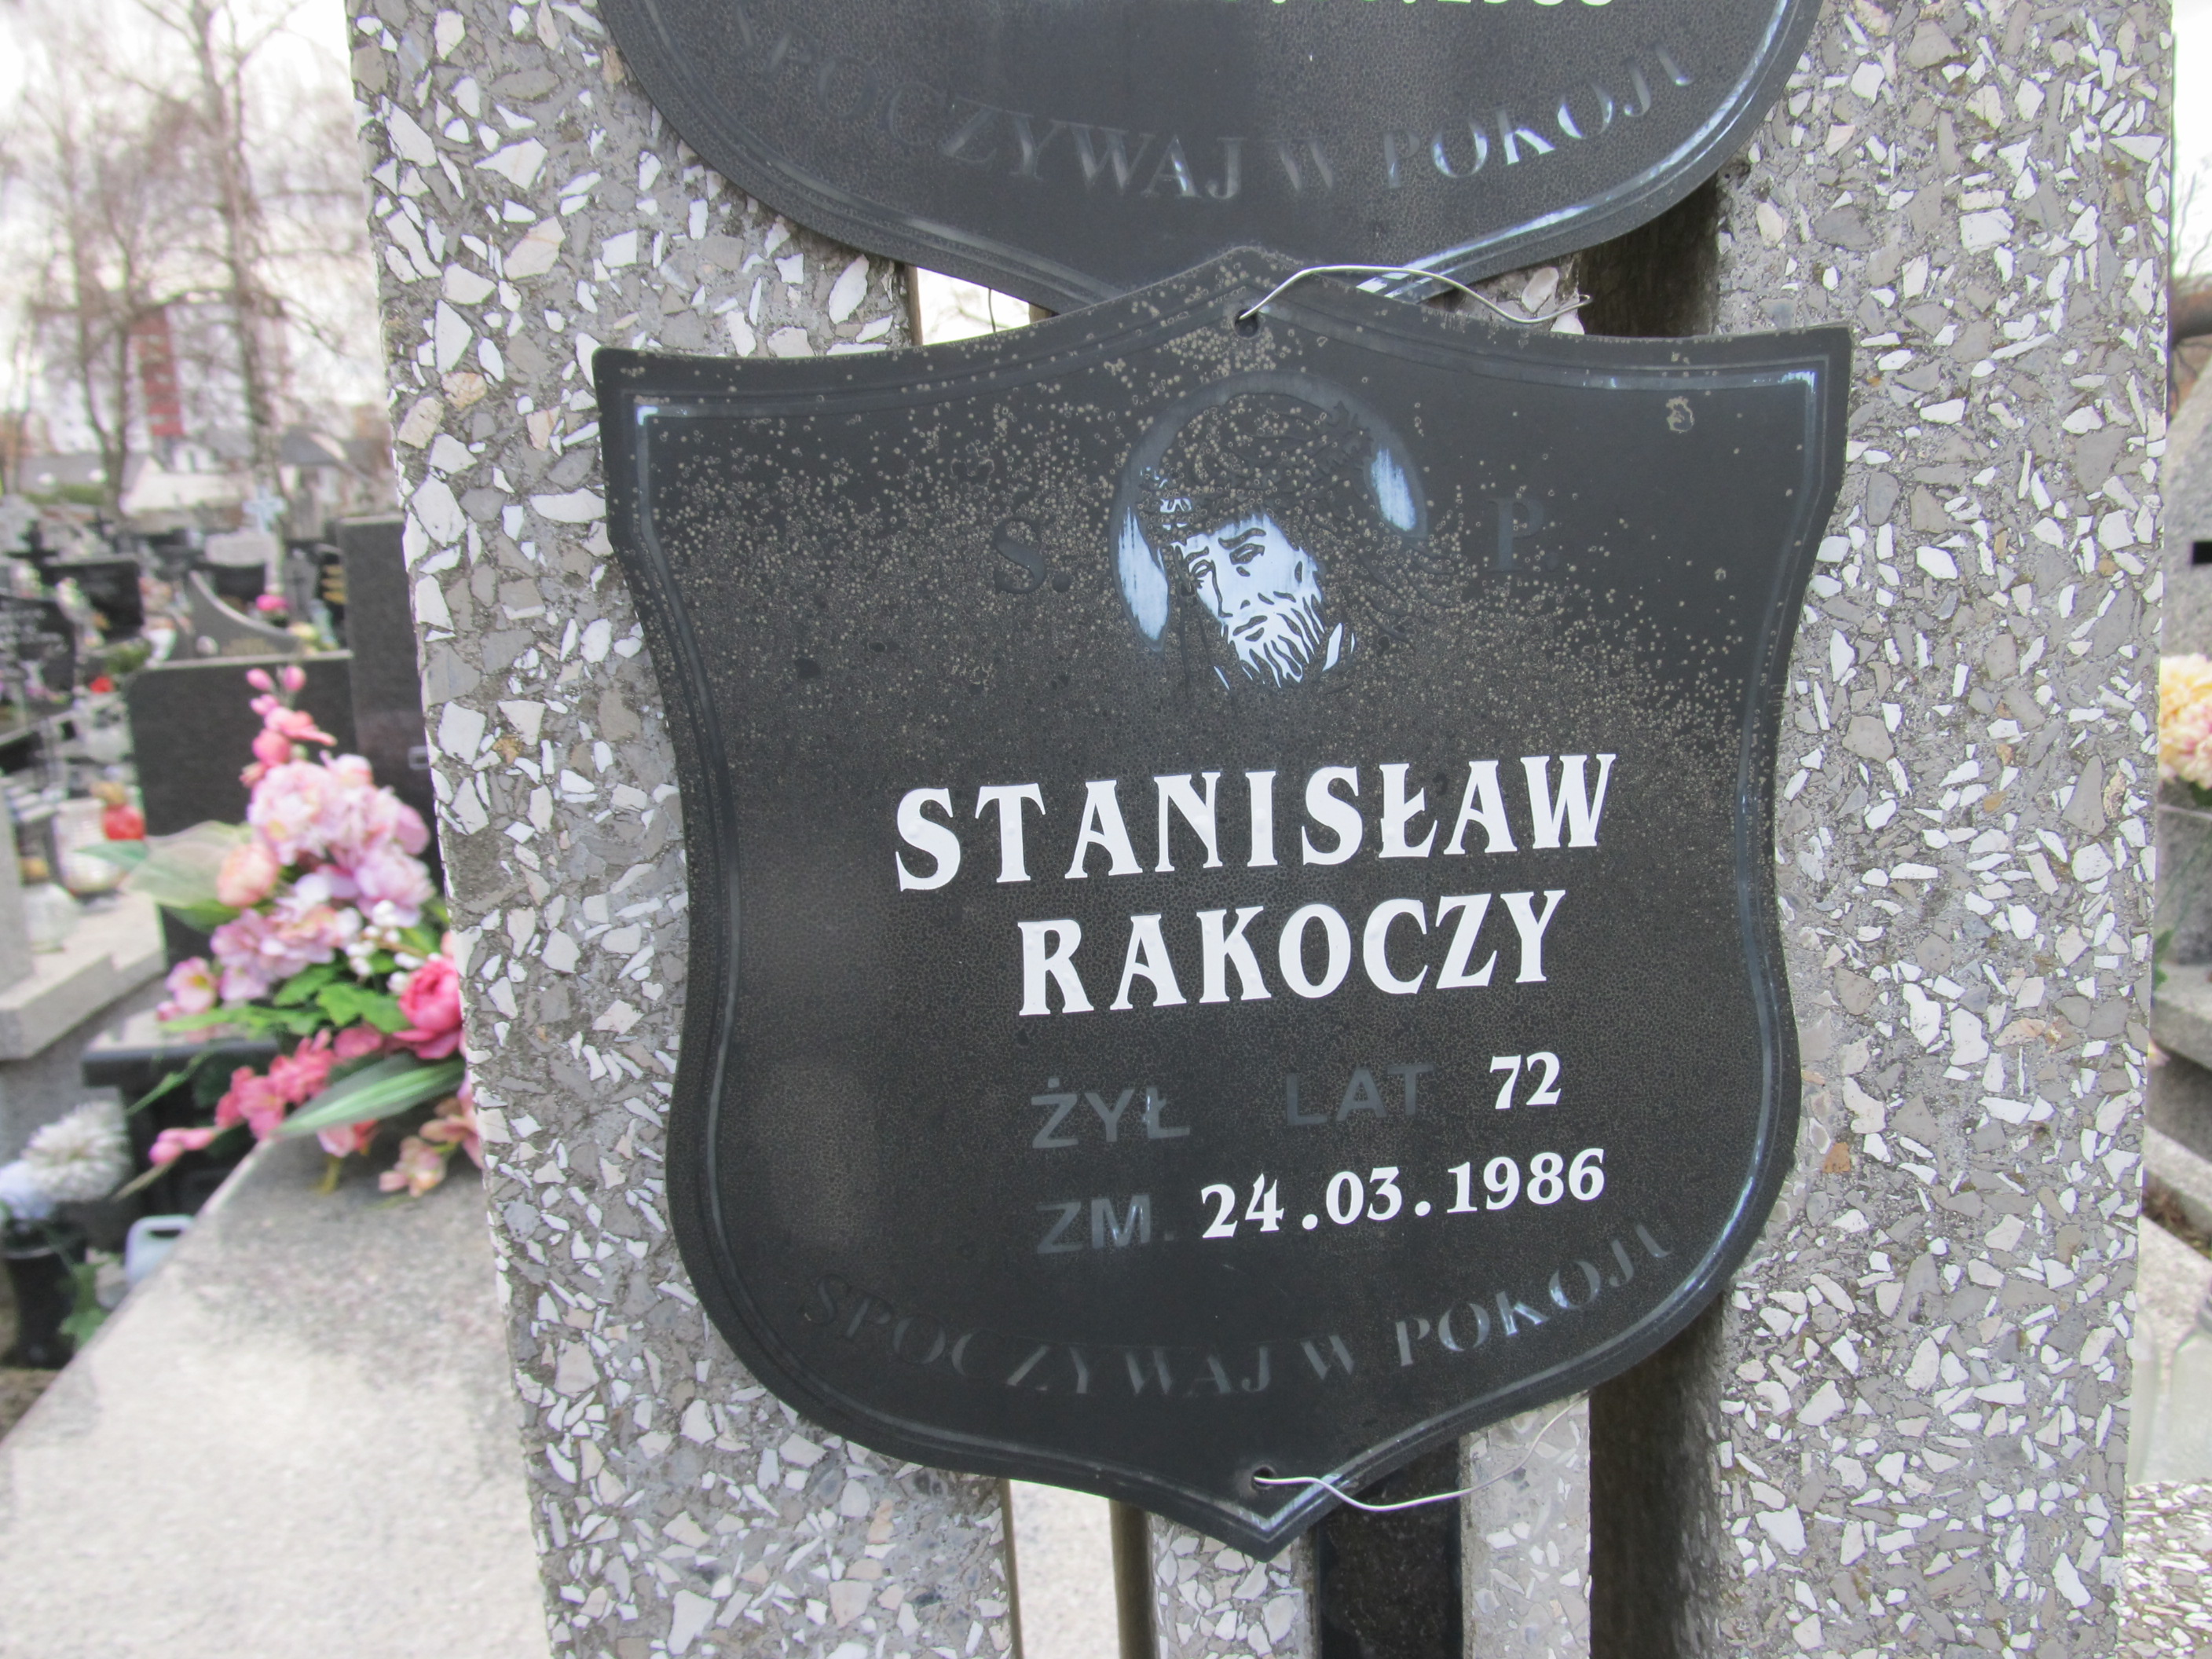 SPOCZYWAJ W POKOJU
S. P.
STANISŁAW
RAKOCZY
ŻYŁ LAT 72
ZM. 24.03.1986
SPOCZYWAJ W POKOJU